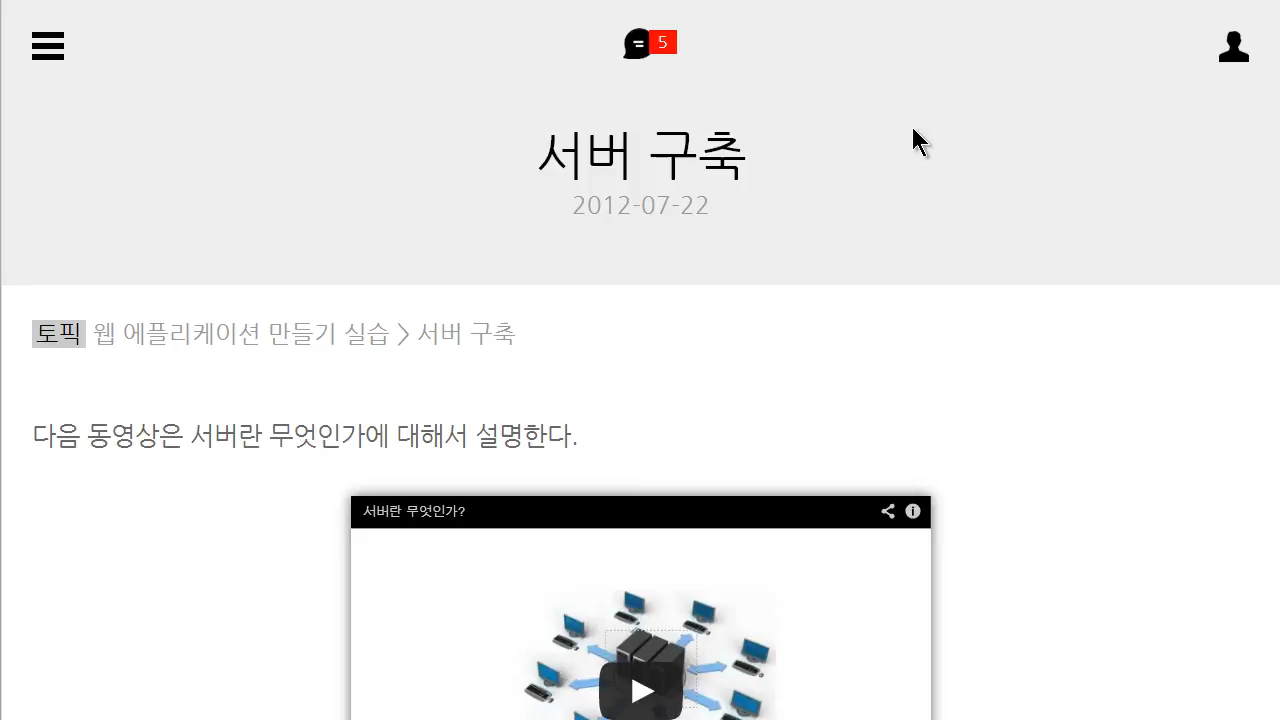 5
서버 구축
2012-07-22
토픽 웹 에플리케이션 만들기 실습 > 서버 구축
다음 동영상은 서버란 무엇인가에 대해서 설명한다.
서버란 무엇인가?